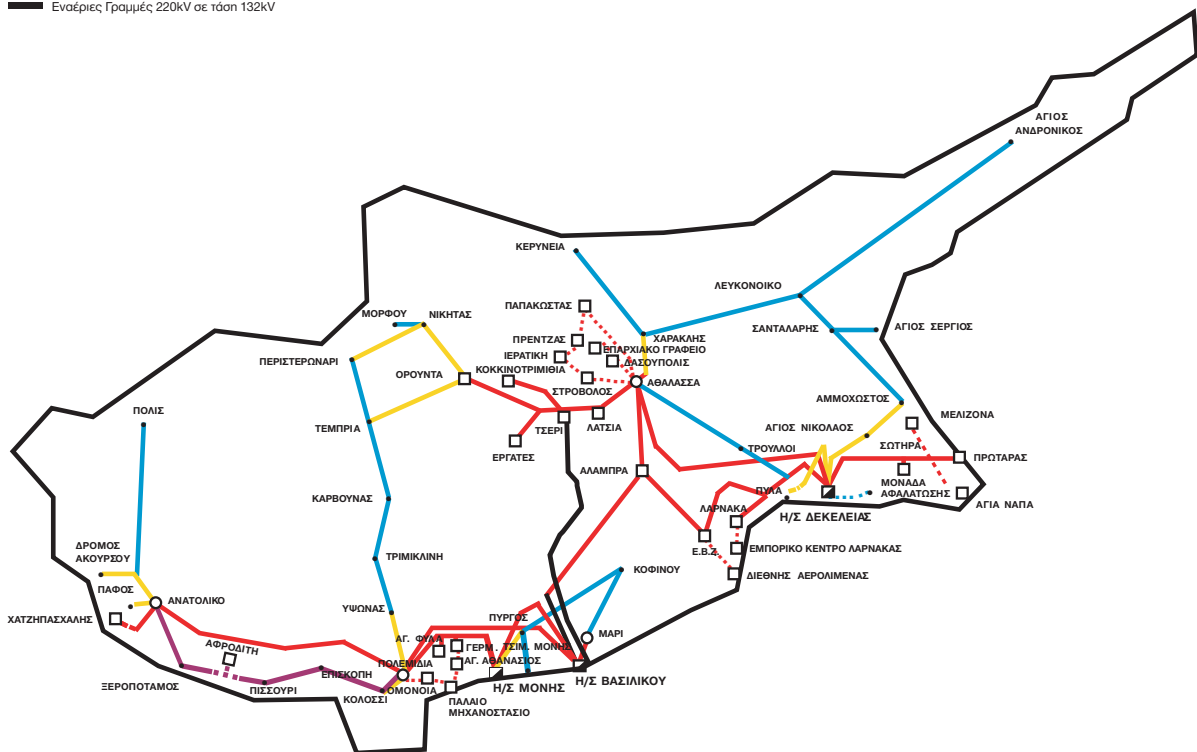 Εναέριες Γραμμές 220kV σε τάση 132kV
ΑΓΙΟΣ
ΑΝΔΡΟΝΙΚΟΣ
ΚΕΡΥΝΕΙΑ
ΛΕΥΚΟΝΟΙΚΟ
ΠΑΠΑΚΩΣΤΑΣ
ΜΟΡΦΟΥ
ΝΙΚΗΤΑΣ
ΣΑΝΤΑΛΑΡΗΣ
ΑΓΙΟΣ ΣΕΡΓΙΟΣ
ΠΡΕΝΤΖΑΣ
ΧΑΡΑΚΛΗΣ
ΕΠΑΡΧΙΑΚΟ ΓΡΑΦΕΙΟ
ΠΕΡΙΣΤΕΡΩΝΑΡΙ
ΙΕΡΑΤΙΚΗ
ΔΑΣΟΥΠΟΛΙΣ
ΚΟΚΚΙΝΟΤΡΙΜΙΘΙΑ
ΟΡΟΥΝΤΑ
ΑΘΑΛΑΣΣΑ
ΣΤΡΟΒΟΛΟΣ
ΑΜΜΟΧΩΣΤΟΣ
ΠΟΛΙΣ
ΜΕΛΙΖΟΝΑ
ΤΕΜΠΡΙΑ
ΤΣΕΡΙ
ΛΑΤΣΙΑ
ΑΓΙΟΣ ΝΙΚΟΛΑΟΣ
ΣΩΤΗΡΑ
ΤΡΟΥΛΛΟΙ
ΕΡΓΑΤΕΣ
ΠΡΩΤΑΡΑΣ
ΑΛΑΜΠΡΑ
ΜΟΝΑΔΑ
ΑΦΑΛΑΤΩΣΗΣ
ΠΥΛΑ
ΚΑΡΒΟΥΝΑΣ
ΑΓΙΑ ΝΑΠΑ
ΛΑΡΝΑΚΑ
Η/Σ ΔΕΚΕΛΕΙΑΣ
ΔΡΟΜΟΣ
ΑΚΟΥΡΣΟΥ
Ε.Β.Ζ.
ΕΜΠΟΡΙΚΟ ΚΕΝΤΡΟ ΛΑΡΝΑΚΑΣ
ΤΡΙΜΙΚΛΙΝΗ
ΚΟΦΙΝΟΥ
ΔΙΕΘΝΗΣ ΑΕΡΟΛΙΜΕΝΑΣ
ΠΑΦΟΣ
ΑΝΑΤΟΛΙΚΟ
ΥΨΩΝΑΣ
ΧΑΤΖΗΠΑΣΧΑΛΗΣ
ΠΥΡΓΟΣ
ΜΑΡΙ
ΑΓ. ΦΥΛΑ
ΑΦΡΟΔΙΤΗ
ΓΕΡΜ. ΤΣΙΜ. ΜΟΝΗΣ
ΠΟΛΕΜΙΔΙΑ
ΑΓ. ΑΘΑΝΑΣΙΟΣ
ΕΠΙΣΚΟΠΗ
Η/Σ ΒΑΣΙΛΙΚΟΥ
ΞΕΡΟΠΟΤΑΜΟΣ
ΠΙΣΣΟΥΡΙ
ΟΜΟΝΟΙΑ
Η/Σ ΜΟΝΗΣ
ΚΟΛΟΣΣΙ
ΠΑΛΑΙΟ
ΜΗΧΑΝΟΣΤΑΣΙΟ